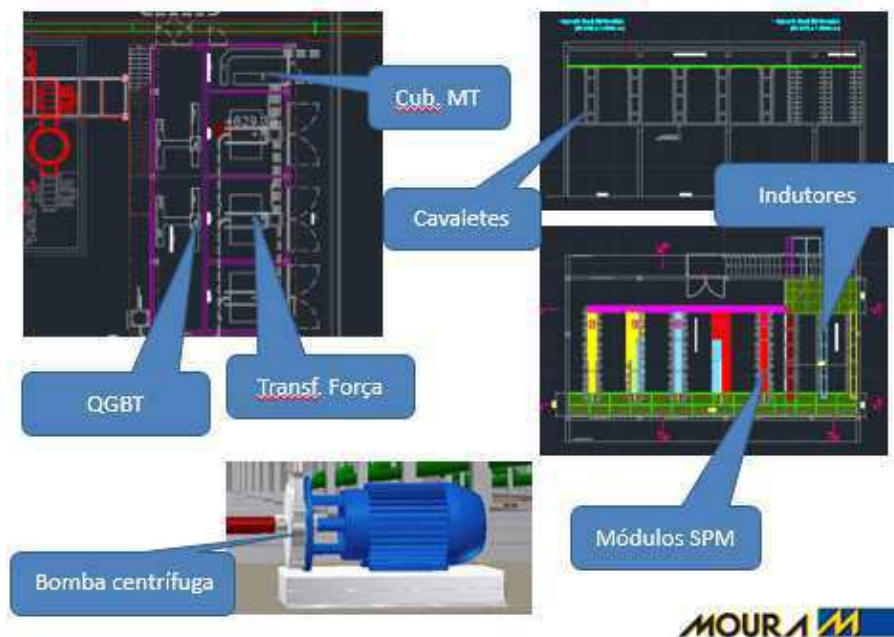 Cub. MT
Cavaletes
Indutores
QGBT
Transf. Força
Módulos SPM
Bomba centrífuga
MOURA